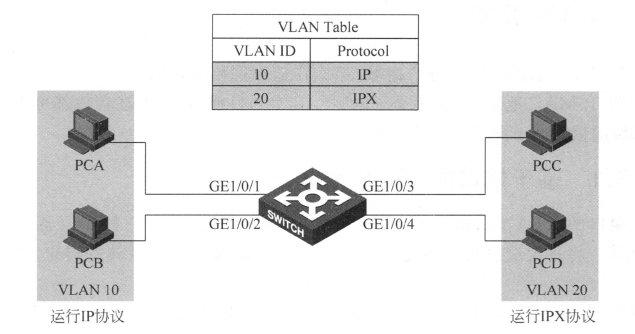 VLAN Table
VLAN ID Protocol
10 IP
20 IPX
PCA
PCB
VLAN 10
运行IP协议
GE1/0/1
GE1/0/2
SWITCH
GE1/0/3
GE1/0/4
PCC
PCD
VLAN 20
运行IPX协议